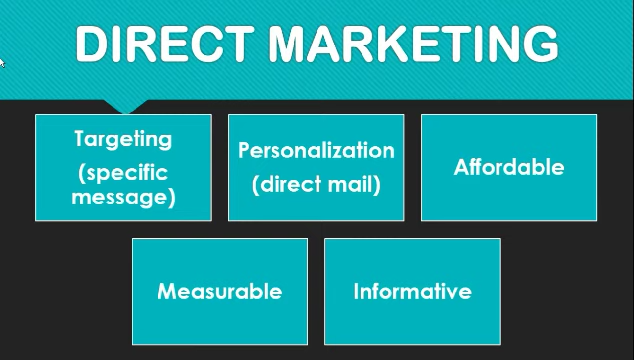 DIRECT MARKETING
Targeting
(specific
message)
Personalization
(direct mail)
Affordable
Measurable
Informative